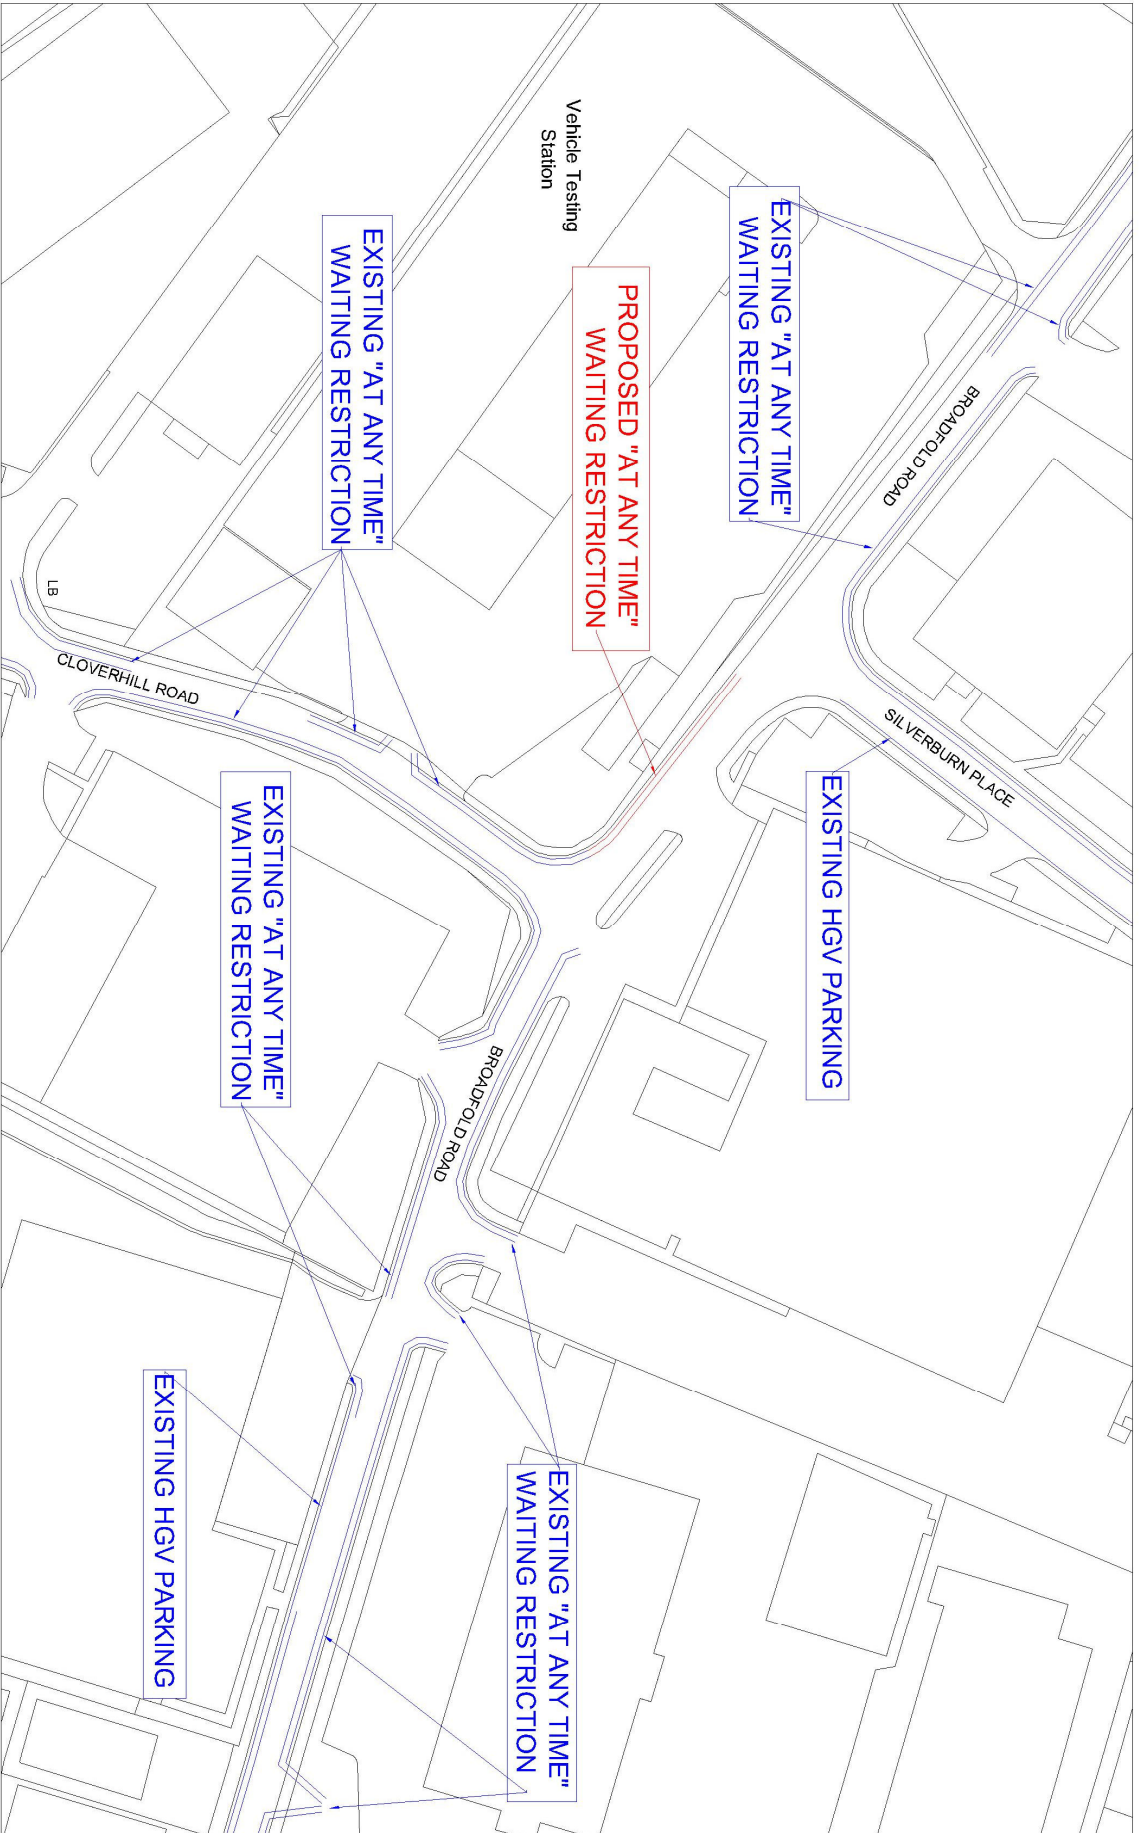 Vehicle Testing
Station
EXISTING "AT ANY TIME"
WAITING RESTRICTION
BROADFOLD ROAD
PROPOSED "AT ANY TIME"
WAITING RESTRICTION
EXISTING "AT ANY TIME"
WAITING RESTRICTION
LB
CLOVERHILL ROAD
SILVERBURN PLACE
EXISTING HGV PARKING
EXISTING "AT ANY TIME"
WAITING RESTRICTION
BROADFOLD ROAD
EXISTING "AT ANY TIME"
WAITING RESTRICTION
EXISTING HGV PARKING